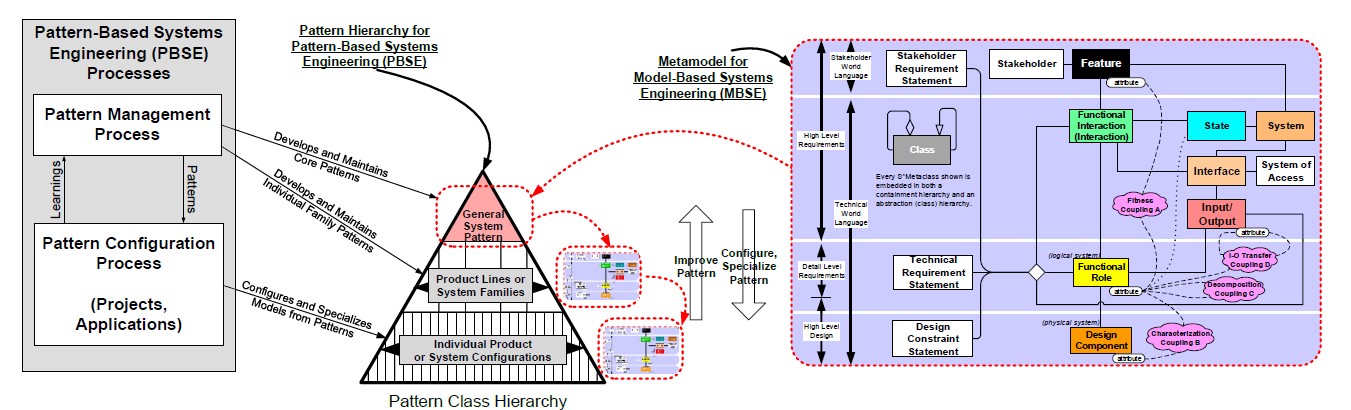 Pattern-Based Systems
Engineering (PBSE)
Processes
Pattern Management
Process
Learnings
Patterns
Pattern Configuration
Process
(Projects,
Applications)
Develops and Maintains
Core Patterns
Develops and Maintains
Individual Family Patterns
Configures and Specializes
Models from Patterns
Pattern Hierarchy for
Pattern-Based Systems
Engineering (PBSE)
General
System
Pattern
Product Lines or
System Families
Individual Product
or System Configurations
Pattern Class Hierarchy
Improve
Pattern
Configure,
Specialize
Pattern
Metamodel for
Model-Based Systems
Engineering (MBSE)
Stakeholder
World
Language
High Level
Requirements
Technical
World
Language
Detail Level
Requirements
High Level
Design
Stakeholder
Requirement
Statement
Stakeholder
Feature
attribute
Class
Every S*Metaclass shown is
embedded in both a
containment hierarchy and an
abstraction (class) hierarchy.
Functional
Interaction
(Interaction)
State
System
Interface
System of
Access
Fitness
Coupling A
Input/
Output
attribute
I-O Transfer
Coupling D
Technical
Requirement
Statement
(logical system)
Functional
Role
attribute
Decomposition
Coupling C
Design
Constraint
Statement
(physical system)
Design
Component
attribute
Characterization
Coupling B